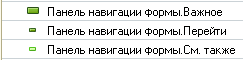 Панель навигации формы.Важное
Панель навигации формы.Перейти
Панель навигации формы.См. также